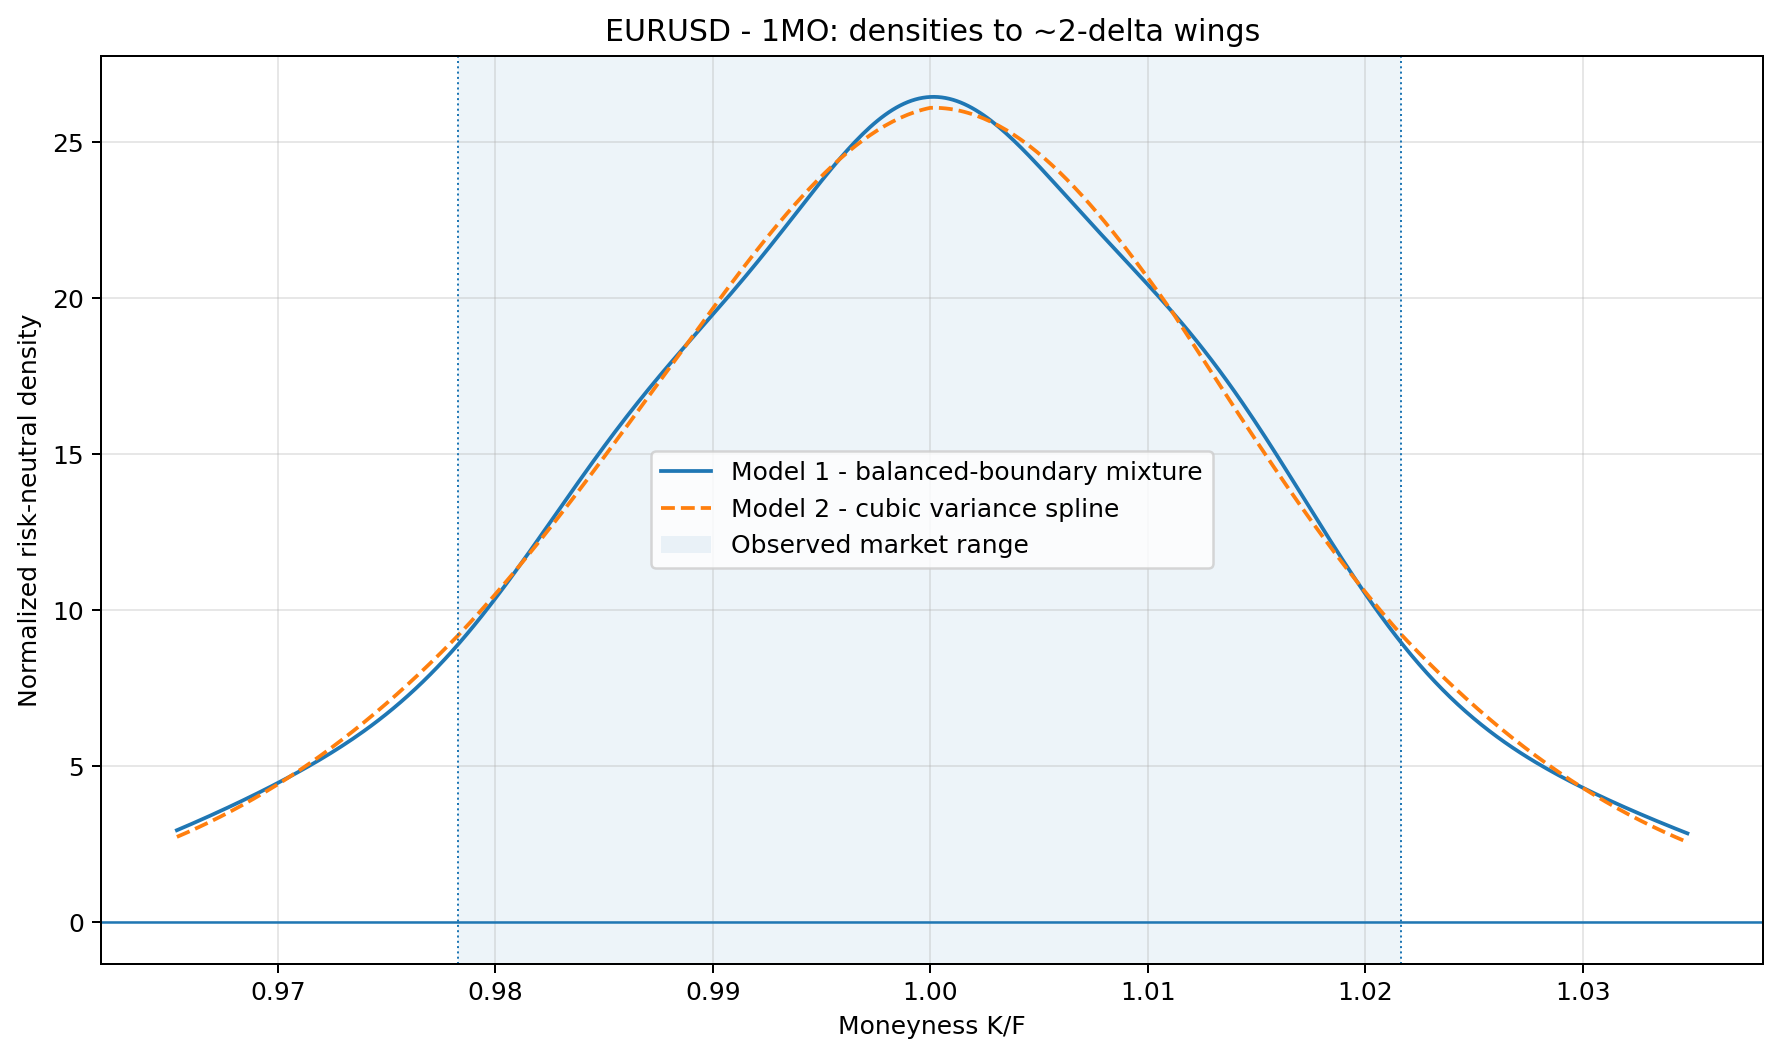 EURUSD - 1MO: densities to ~2-delta wings
Normalized risk-neutral density
25
20
15
10
5
0
Model 1 - balanced-boundary mixture
Model 2 - cubic variance spline
Observed market range
0.97 0.98 0.99 1.00 1.01 1.02 1.03
Moneyness K/F